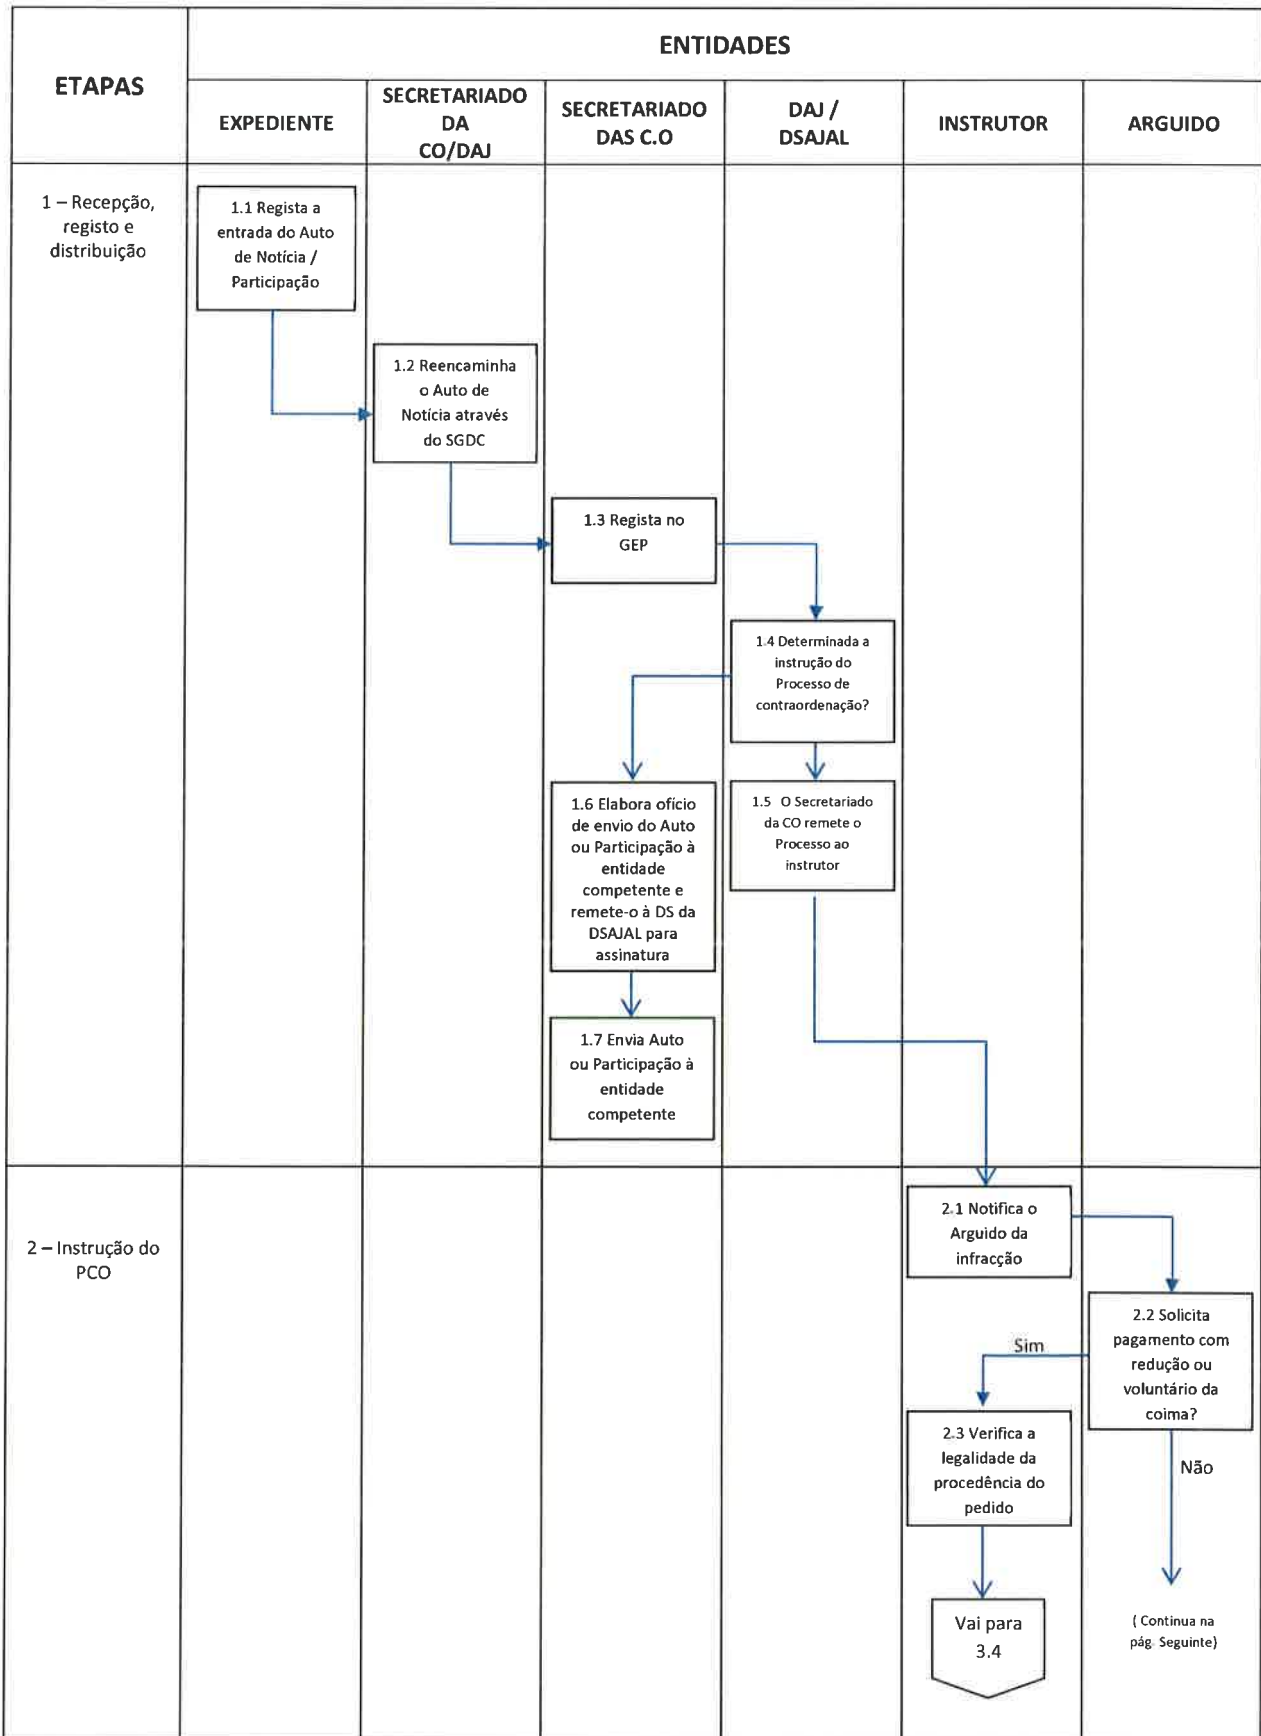 ETAPAS
ENTIDADES
EXPEDIENTE
SECRETARIADO
DA
CO/DAJ
SECRETARIADO
DAS C.O
DAJ /
DSAJAL
INSTRUTOR
ARGUIDO
1 – Recepção,
registo e
distribuição
1.1 Regista a
entrada do Auto
de Notícia /
Participação
1.2 Reencaminha
o Auto de
Notícia através
do SGDC
1.3 Regista no
GEP
1.4 Determinada a
instrução do
Processo de
contraordenação?
1.6 Elabora ofício
de envio do Auto
ou Participação à
entidade
competente e
remete-o à DS da
DSAJAL para
assinatura
1.5 O Secretariado
da CO remete o
Processo ao
instrutor
1.7 Envia Auto
ou Participação à
entidade
competente
2 – Instrução do
PCO
2.1 Notifica o
Arguido da
infracção
2.2 Solicita
pagamento com
redução ou
voluntário da
coima?
Sim
2.3 Verifica a
legalidade da
procedência do
pedido
Não
Vai para
3.4
( Continua na
pág. Seguinte)